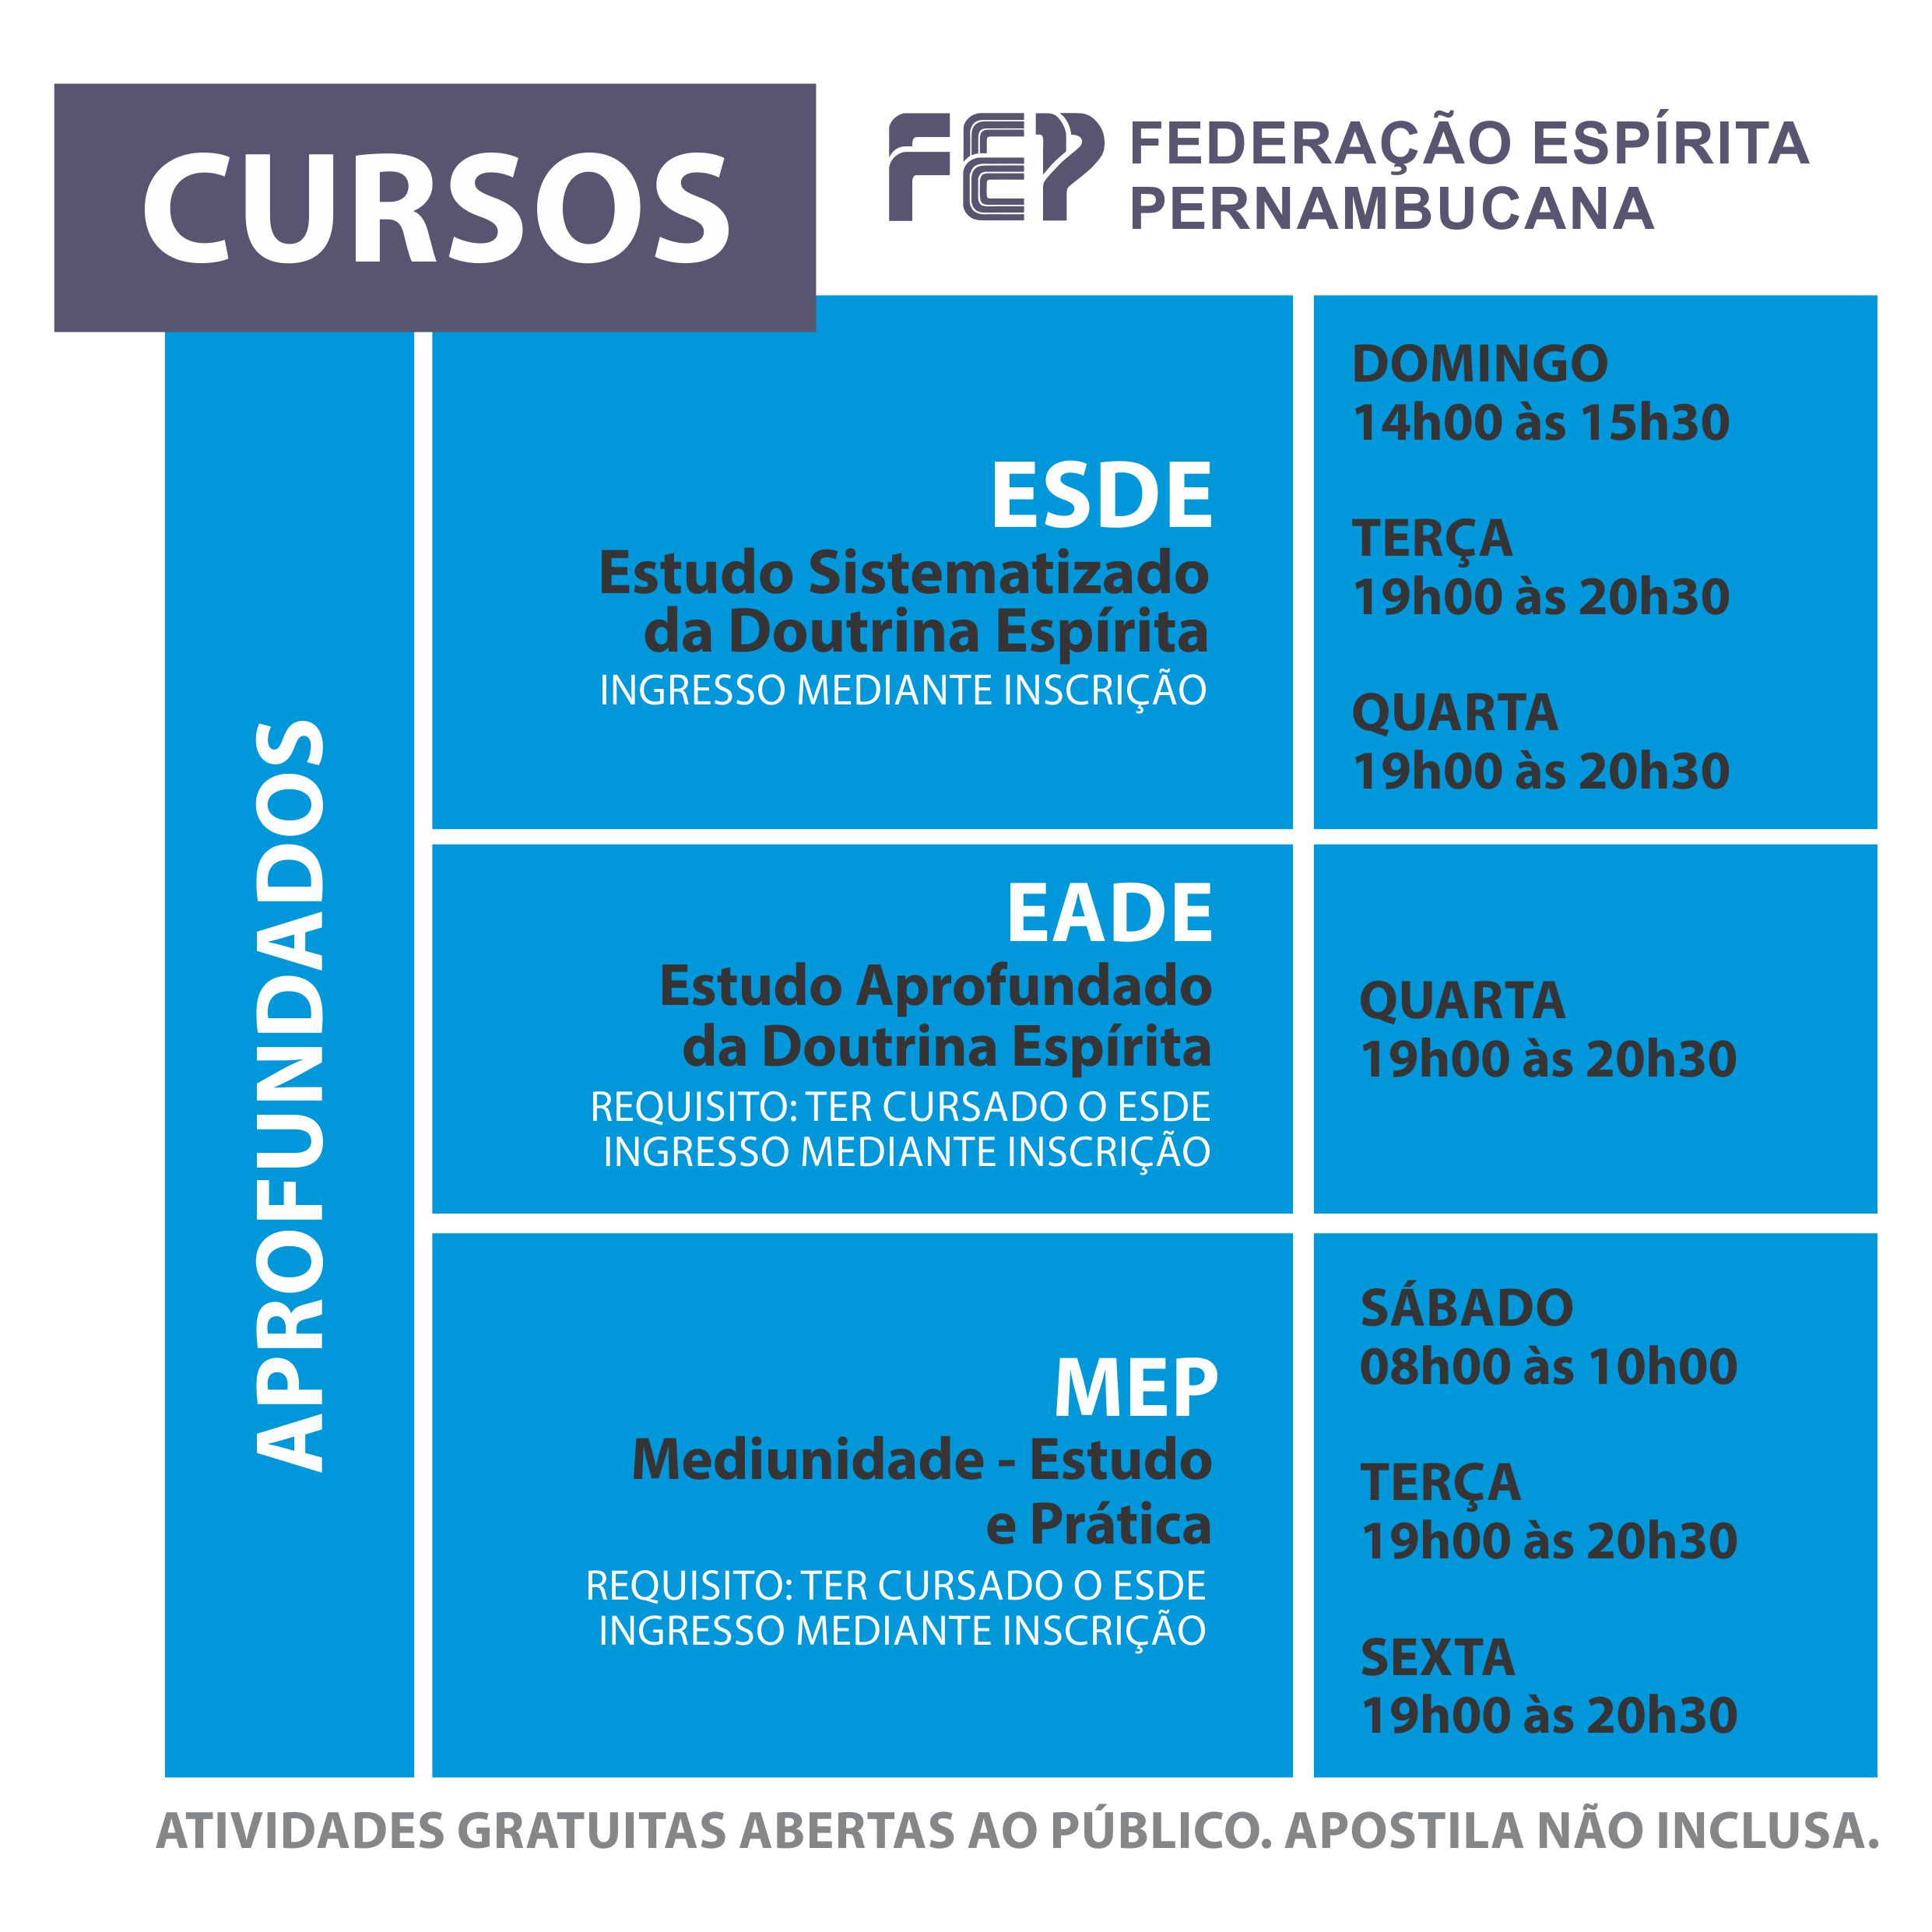 CURSOS
FEP
FEDERAÇÃO ESPÍRITA
PERNAMBUCANA
APROFUNDADOS
ESDE
Estudo Sistematizado
da Doutrina Espírita
INGRESSO MEDIANTE INSCRIÇÃO
DOMINGO
14h00 às 15h30
TERÇA
19h00 às 20h30
QUARTA
19h00 às 20h30
EADE
Estudo Aprofundado
da Doutrina Espírita
REQUISITO: TER CURSADO O ESDE
INGRESSO MEDIANTE INSCRIÇÃO
QUARTA
19h00 às 20h30
MEP
Mediunidade - Estudo
e Prática
REQUISITO: TER CURSADO O ESDE
INGRESSO MEDIANTE INSCRIÇÃO
SÁBADO
08h00 às 10h00
TERÇA
19h00 às 20h30
SEXTA
19h00 às 20h30
ATIVIDADES GRATUITAS ABERTAS AO PÚBLICO. APOSTILA NÃO INCLUSA.